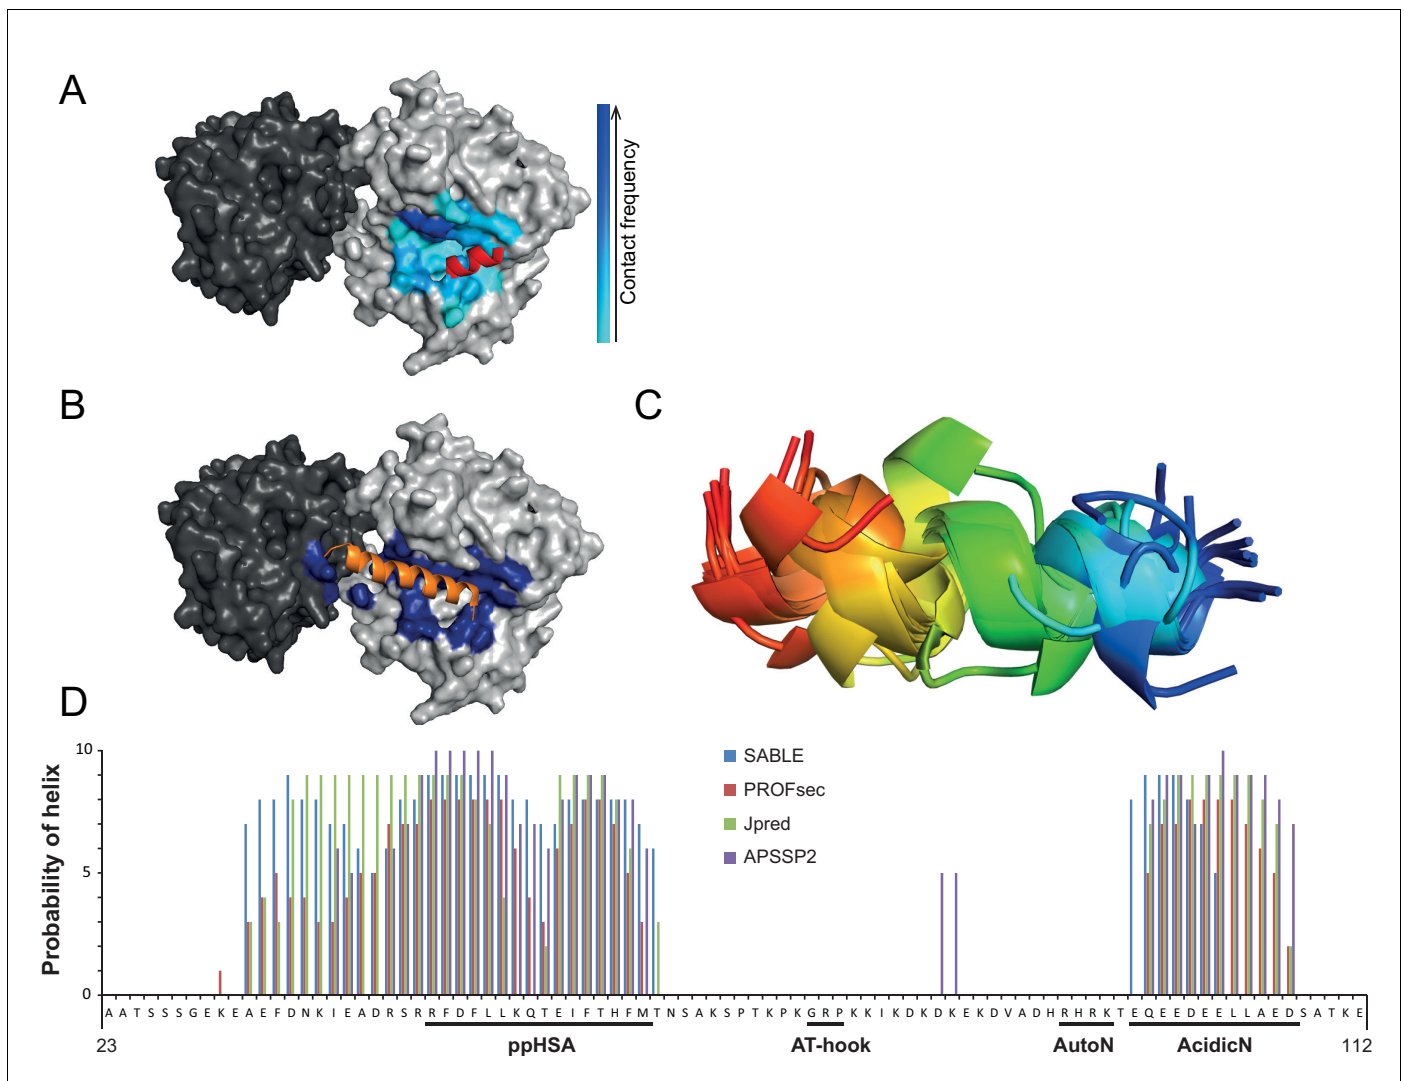 A
Contact frequency
B
C
D
Probability of helix
10
5
0
SABLE
PROFsec
Jpred
APSSP2
A A T S S S G E K E A E F D N K I E A D R S R R F D F L L K Q T E I F T H F M T N S A K S P T K P K G R P K K I K D K D K E K D V A D H R H R K T E Q E E D E E L L A E D S A T K E
23 ppHSA AT-hook AutoN AcidicN 112